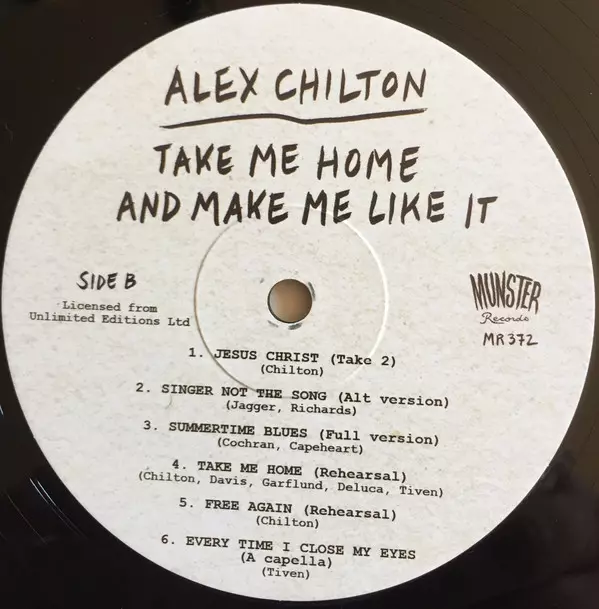 ALEX CHILTON
TAKE ME HOME
AND MAKE ME LIKE IT
SIDE B
Licensed from
Unlimited Editions Ltd
MUNSTER
Records
MR 372
1. JESUS CHRIST (Take 2)
(Chilton)
2. SINGER NOT THE SONG (Alt version)
(Jagger, Richards)
3. SUMMERTIME BLUES (Full version)
(Cochran, Capeheart)
4. TAKE ME HOME (Rehearsal)
(Chilton, Davis, Garflund, Deluca, Tiven)
5. FREE AGAIN (Rehearsal)
(Chilton)
6. EVERY TIME I CLOSE MY EYES
(A capella)
(Tiven)